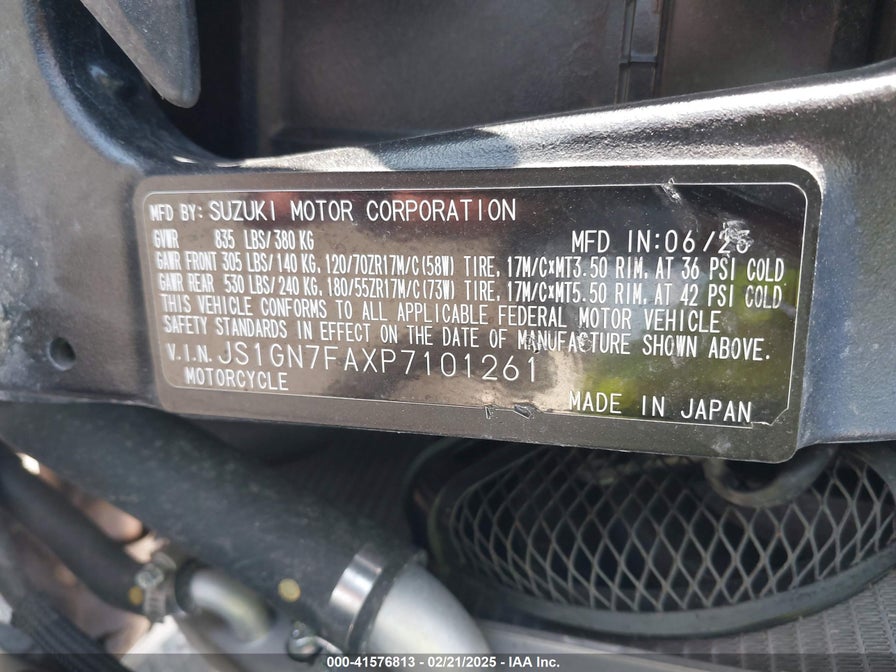 MFD BY: SUZUKI MOTOR CORPORATION
GVWR 835 LBS/380 KG MFD IN:06/23
GAWR FRONT 305 LBS/140 KG, 120/70ZR17M/C(58W) TIRE, 17M/C×MT3.50 RIM, AT 36 PSI COLD
GAWR REAR 530 LBS/240 KG, 180/55ZR17M/C(73W) TIRE, 17M/C×MT5.50 RIM, AT 42 PSI COLD
THIS VEHICLE CONFORMS TO ALL APPLICABLE FEDERAL MOTOR VEHICLE
SAFETY STANDARDS IN EFFECT ON THE DATE OF MANUFACTURE SHOWN ABOVE.
V.I.N. JS1GN7FAXP7101261
MOTORCYCLE
MADE IN JAPAN
000-41576813 - 02/21/2025 - IAA Inc.